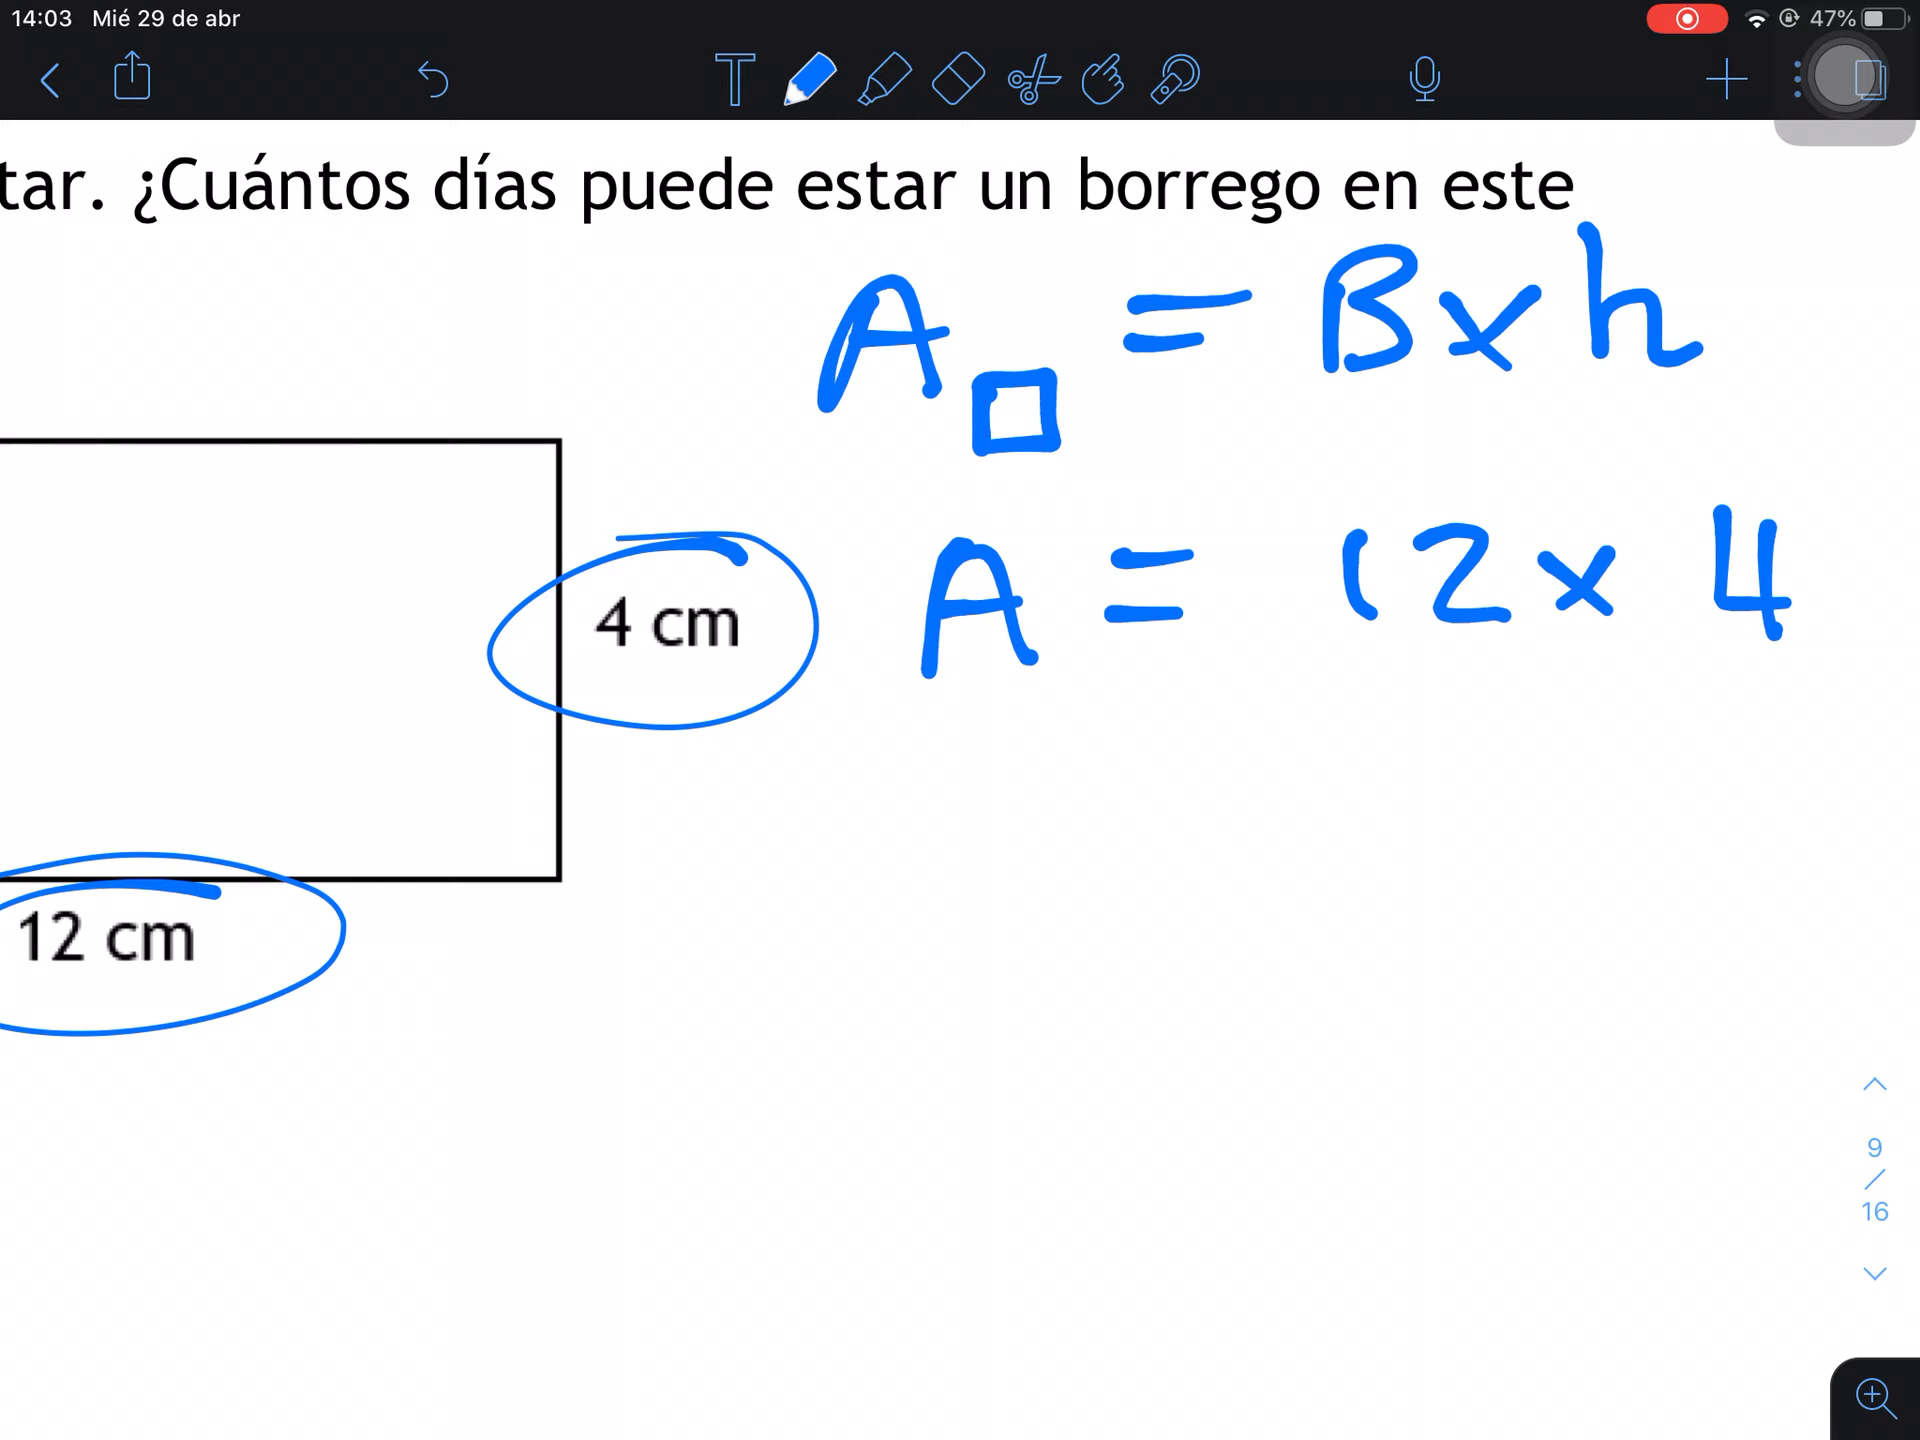 14:03 Mié 29 de abr 47%
tar. ¿Cuántos días puede estar un borrego en este
A□ = B x h
4 cm
A = 12 x 4
12 cm
9
/
16